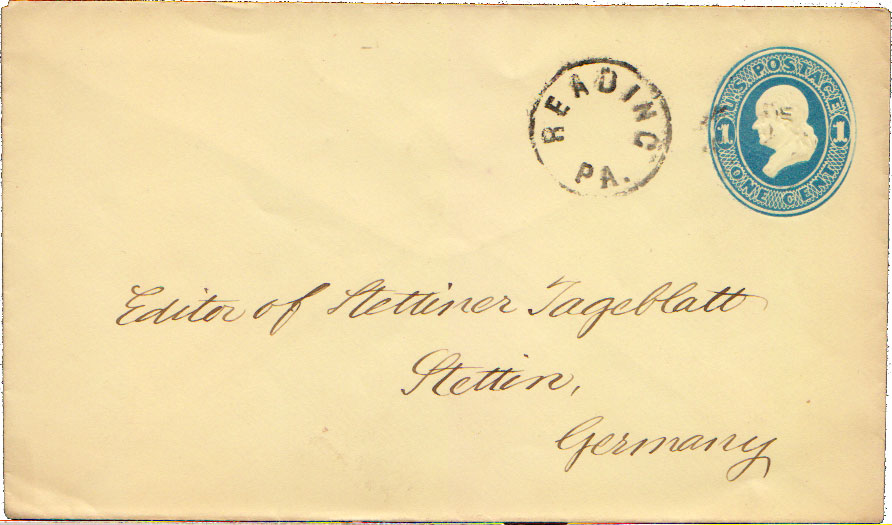 READING
PA.
U.S. POSTAGE
1 1
ONE CENT
Editor of Stettiner Tageblatt
Stettin,
Germany